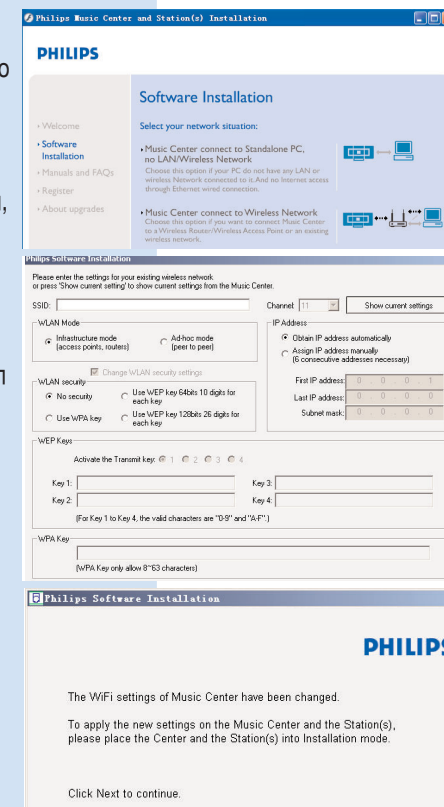 Philips Music Center and Station(s) Installation
PHILIPS
Software Installation
Welcome
Software
Installation
Manuals and FAQs
Register
About upgrades
Select your network situation:
Music Center connect to Standalone PC,
no LAN/Wireless Network
Choose this option if your PC do not have any LAN or
wireless Network connected to it. And no Internet access
through Ethernet wired connection.
Music Center connect to Wireless Network
Choose this option if you want to connect Music Center
to a Wireless Router/Wireless Access Point or an existing
wireless network.
Philips Software Installation
Please enter the settings for your existing wireless network
or press 'Show current setting' to show current settings from the Music Center.
SSID:
Channel 11
Show current settings
WLAN Mode
Infrastructure mode
(access points, routers)
Ad-hoc mode
(peer to peer)
IP Address
Obtain IP address automatically
Assign IP address manually
(6 consecutive addresses necessary)
First IP address: 0 . 0 . 0 . 1
Last IP address: 0 . 0 . 0 . 0
Subnet mask: 0 . 0 . 0 . 0
Change WLAN security settings
WLAN security
No security
Use WEP key 64bits 10 digits for
each key
Use WPA key
Use WEP key 128bits 26 digits for
each key
WEP Keys
Activate the Transmit key: 1 2 3 4
Key 1:
Key 3:
Key 2:
Key 4:
(For Key 1 to Key 4, the valid characters are "0-9" and "A-F".)
WPA Key
(WPA Key only allow 8~63 characters)
Philips Software Installation
PHILIPS
The WiFi settings of Music Center have been changed.
To apply the new settings on the Music Center and the Station(s),
please place the Center and the Station(s) into Installation mode.
Click Next to continue.